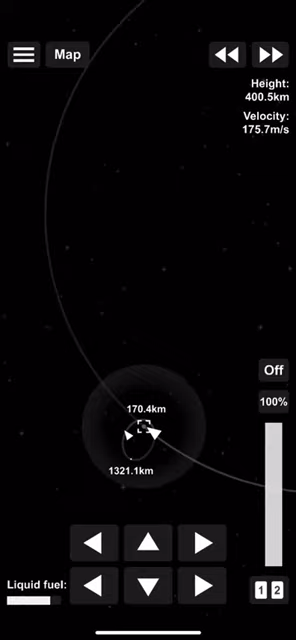 Map
Height:
400.5km
Velocity:
175.7m/s
Off
100%
170.4km
1321.1km
Liquid fuel:
1 2